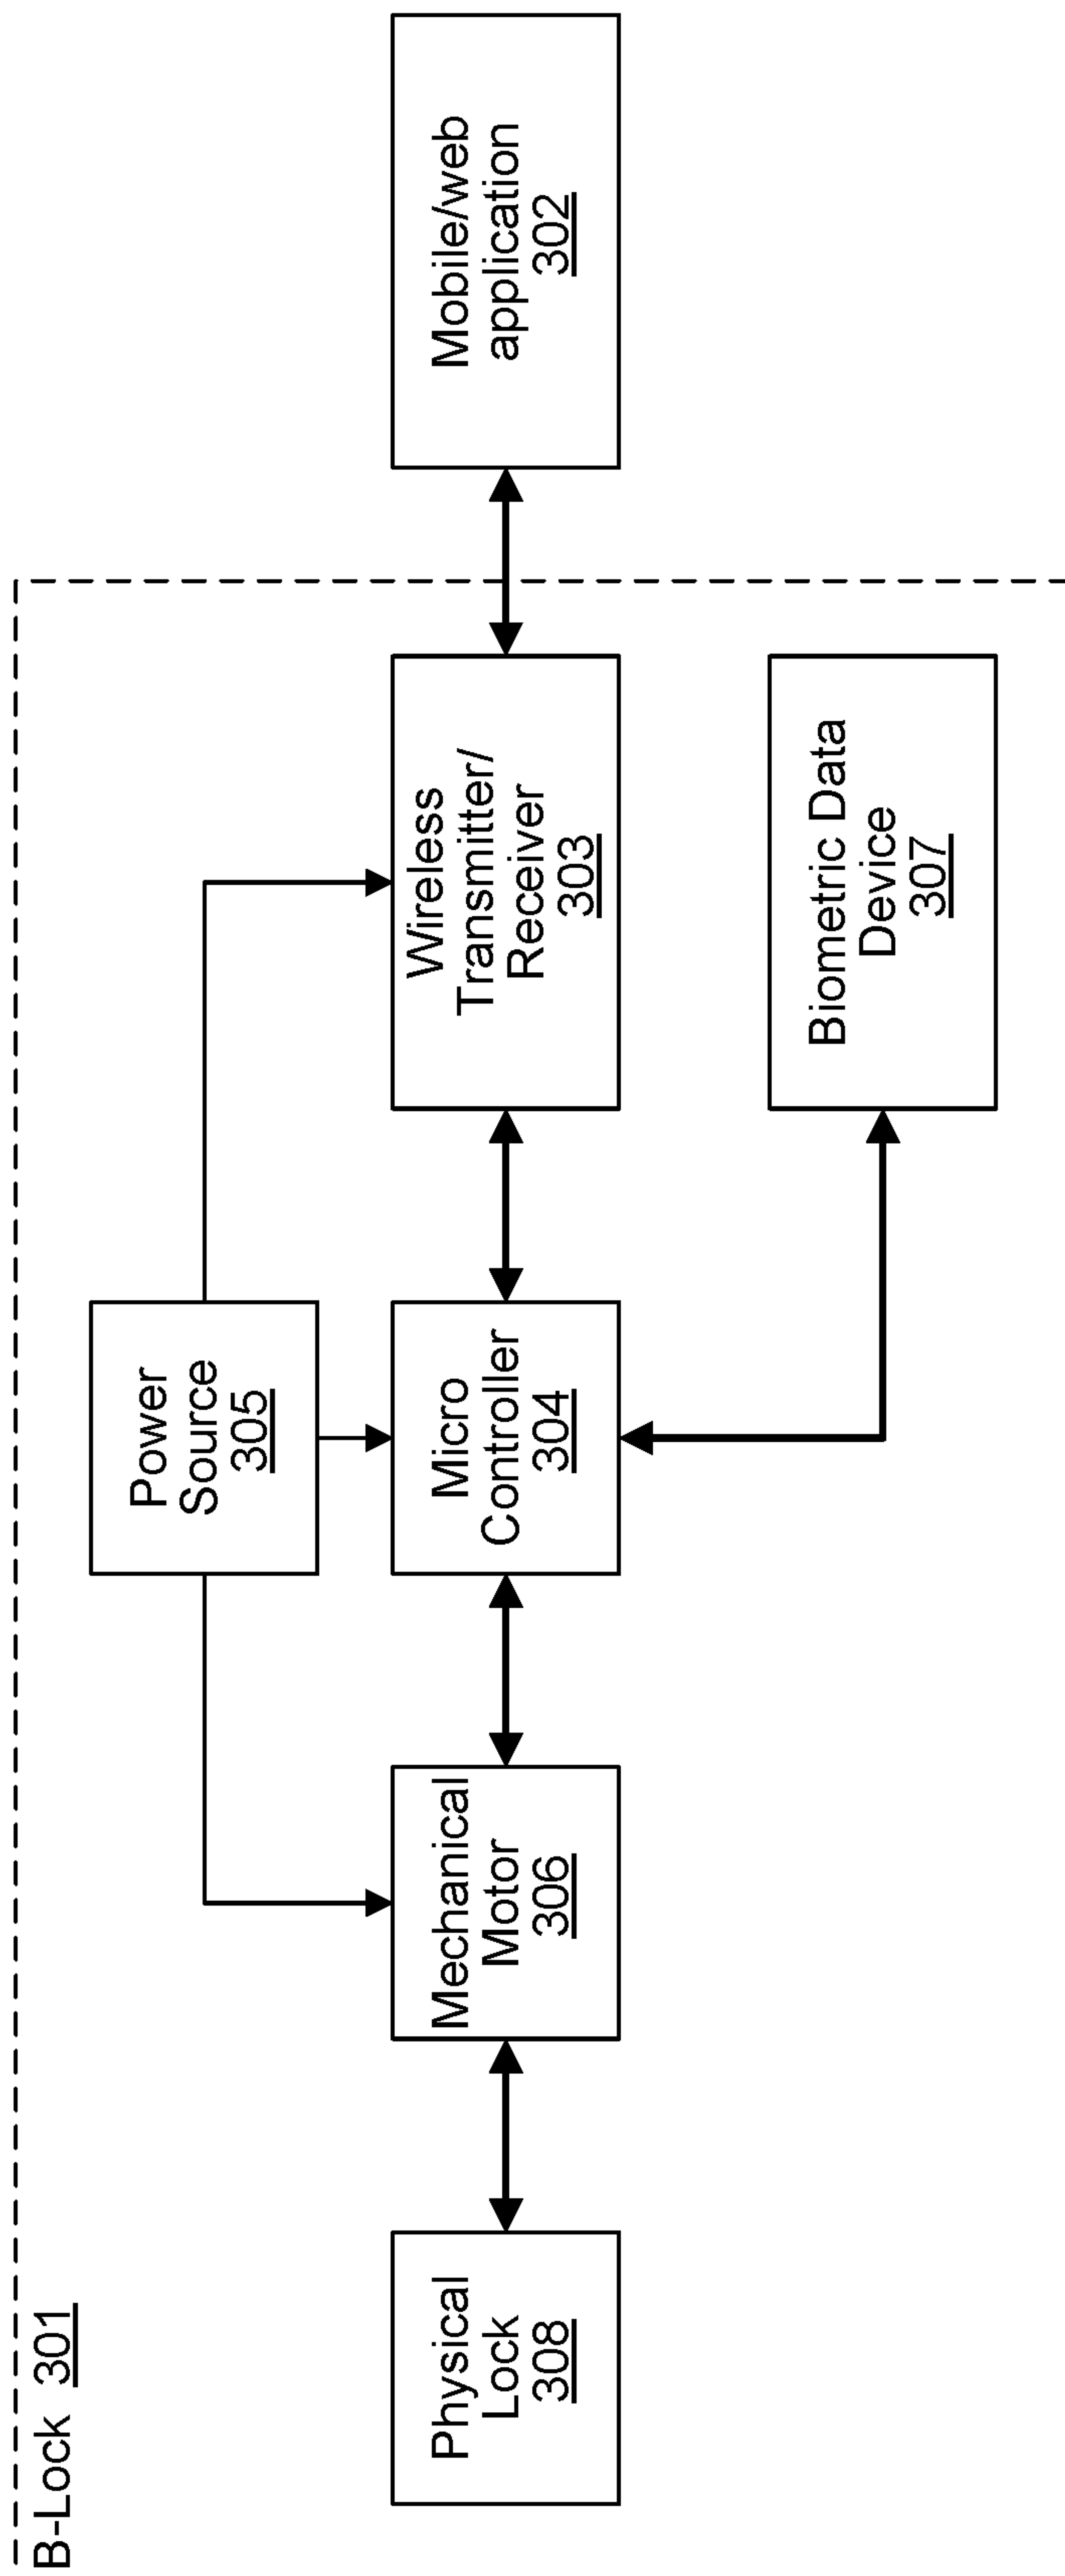 B-Lock 301
Power
Source
305
Physical
Lock
308
Mechanical
Motor
306
Micro
Controller
304
Wireless
Transmitter/
Receiver
303
Mobile/web
application
302
Biometric Data
Device
307